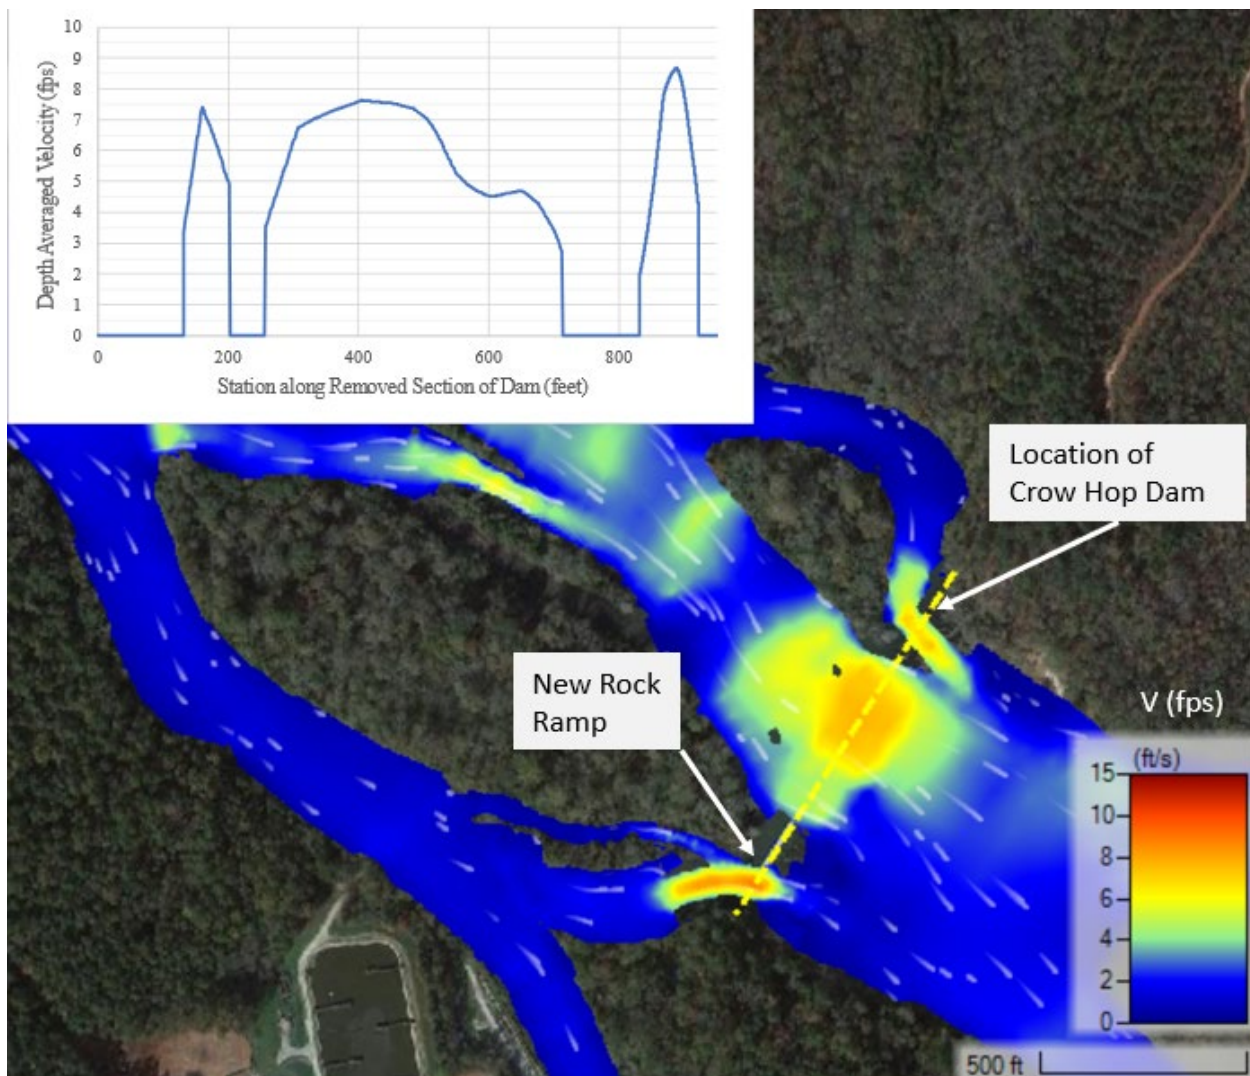 10
9
8
7
6
5
4
3
2
1
0
Depth Averaged Velocity (fps)
0 200 400 600 800
Station along Removed Section of Dam (feet)
Location of
Crow Hop Dam
New Rock
Ramp
V (fps)
(ft/s)
15
10
8
6
4
2
0
500 ft